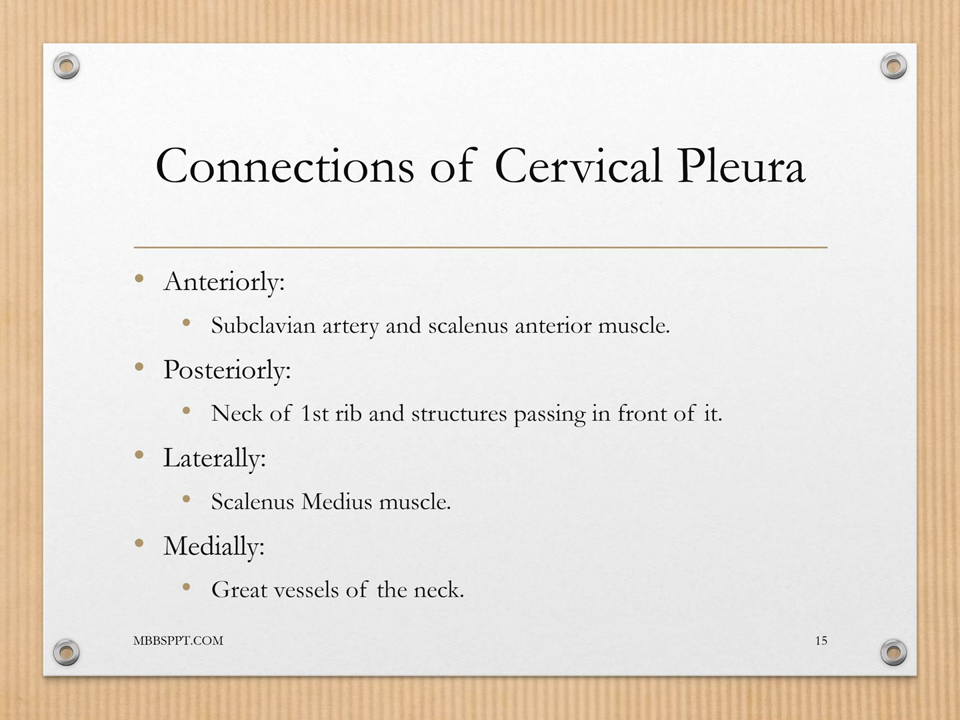 Connections of Cervical Pleura
• Anteriorly:
• Subclavian artery and scalenus anterior muscle.
• Posteriorly:
• Neck of 1st rib and structures passing in front of it.
• Laterally:
• Scalenus Medius muscle.
• Medially:
• Great vessels of the neck.
MBBSPPT.COM 15